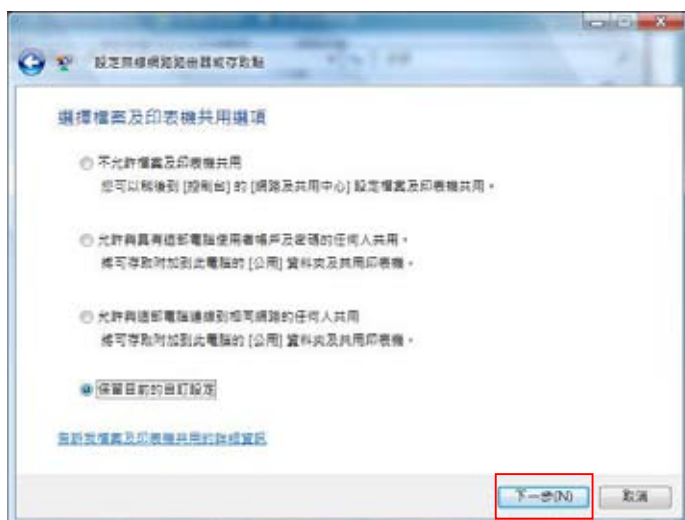 設定無線網路路由器或存取點
選擇檔案及印表機共用選項
不允許檔案及印表機共用
您可以稍後到 [控制台] 的 [網路及共用中心] 設定檔案及印表機共用。
允許與具有這部電腦使用者帳戶及密碼的任何人共用。
將可存取附加到此電腦的 [公用] 資料夾及共用印表機。
允許與這部電腦連線到相同網路的任何人共用
將可存取附加到此電腦的 [公用] 資料夾及共用印表機。
保留目前的自訂設定
告訴我檔案及印表機共用的詳細資訊
下一步(N)
取消